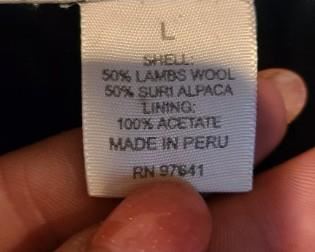 L
SHELL:
50% LAMBS WOOL
50% SURI ALPACA
LINING:
100% ACETATE
MADE IN PERU
RN 97641